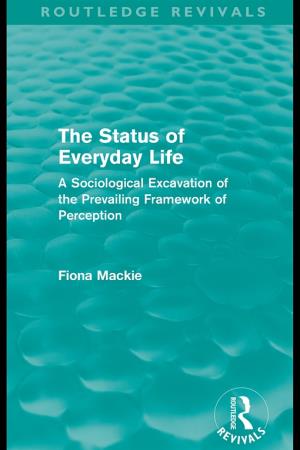 ROUTLEDGE REVIVALS
The Status of
Everyday Life
A Sociological Excavation of
the Prevailing Framework of
Perception
Fiona Mackie
ROUTLEDGE
REVIVALS